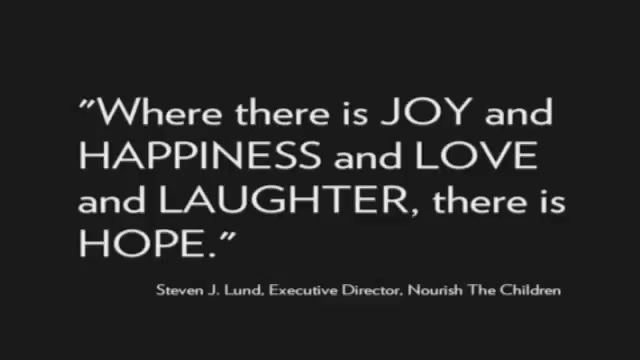 "Where there is JOY and
HAPPINESS and LOVE
and LAUGHTER, there is
HOPE."
Steven J. Lund, Executive Director, Nourish The Children